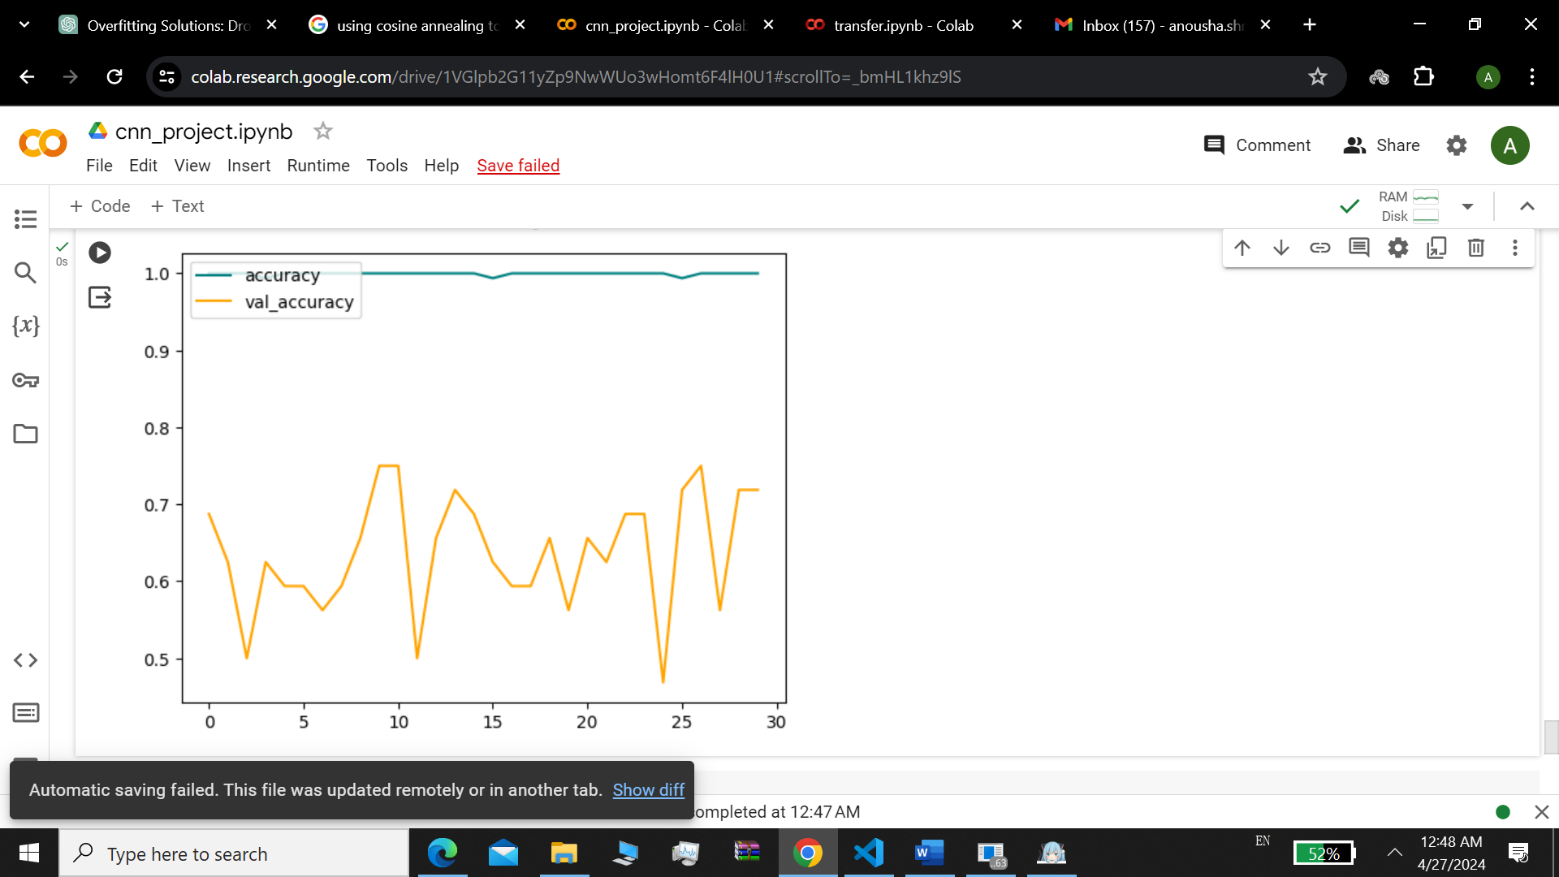 Overfitting Solutions: Dro
using cosine annealing to
cnn_project.ipynb - Colab
transfer.ipynb - Colab
Inbox (157) - anousha.shr
colab.research.google.com/drive/1VGlpb2G11yZp9NwWUo3wHomt6F4lH0U1#scrollTo=_bmHL1khz9lS
A
cnn_project.ipynb
Comment
Share
A
File Edit View Insert Runtime Tools Help Save failed
+ Code + Text
RAM
Disk
0s
{x}
accuracy
val_accuracy
1.0
0.9
0.8
0.7
0.6
0.5
0 5 10 15 20 25 30
Automatic saving failed. This file was updated remotely or in another tab. Show diff
completed at 12:47 AM
Type here to search
W
.63
EN
52%
12:48 AM
4/27/2024